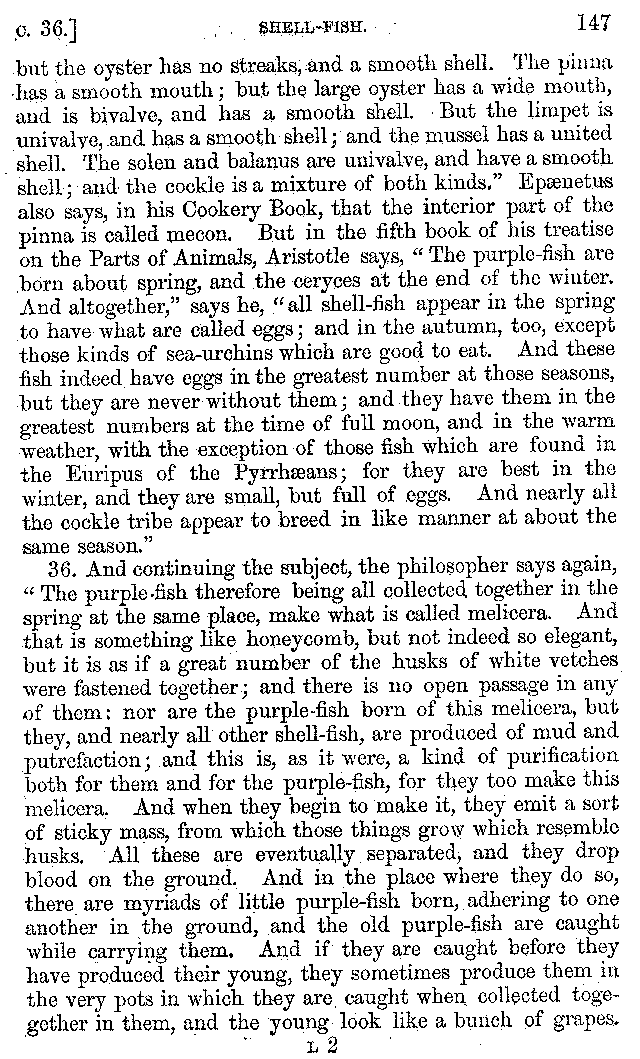 C. 36.] SHELL-FISH. 147
but the oyster has no streaks, and a smooth shell. The pinna
has a smooth mouth; but the large oyster has a wide mouth,
and is bivalve, and has a smooth shell. But the limpet is
univalve, and has a smooth shell; and the mussel has a united
shell. The solen and balanus are univalve, and have a smooth
shell; and the cockle is a mixture of both kinds." Epænetus
also says, in his Cookery Book, that the interior part of the
pinna is called mecon. But in the fifth book of his treatise
on the Parts of Animals, Aristotle says, "The purple-fish are
born about spring, and the ceryces at the end of the winter.
And altogether," says he, "all shell-fish appear in the spring
to have what are called eggs; and in the autumn, too, except
those kinds of sea-urchins which are good to eat. And these
fish indeed have eggs in the greatest number at those seasons,
but they are never without them; and they have them in the
greatest numbers at the time of full moon, and in the warm
weather, with the exception of those fish which are found in
the Euripus of the Pyrrhæans; for they are best in the
winter, and they are small, but full of eggs. And nearly all
the cockle tribe appear to breed in like manner at about the
same season."
36. And continuing the subject, the philosopher says again,
"The purple-fish therefore being all collected together in the
spring at the same place, make what is called melicera. And
that is something like honeycomb, but not indeed so elegant,
but it is as if a great number of the husks of white vetches
were fastened together; and there is no open passage in any
of them: nor are the purple-fish born of this melicera, but
they, and nearly all other shell-fish, are produced of mud and
putrefaction; and this is, as it were, a kind of purification
both for them and for the purple-fish, for they too make this
melicera. And when they begin to make it, they emit a sort
of sticky mass, from which those things grow which resemble
husks. All these are eventually separated, and they drop
blood on the ground. And in the place where they do so,
there are myriads of little purple-fish born, adhering to one
another in the ground, and the old purple-fish are caught
while carrying them. And if they are caught before they
have produced their young, they sometimes produce them in
the very pots in which they are caught when collected toge-
gether in them, and the young look like a bunch of grapes.
L 2